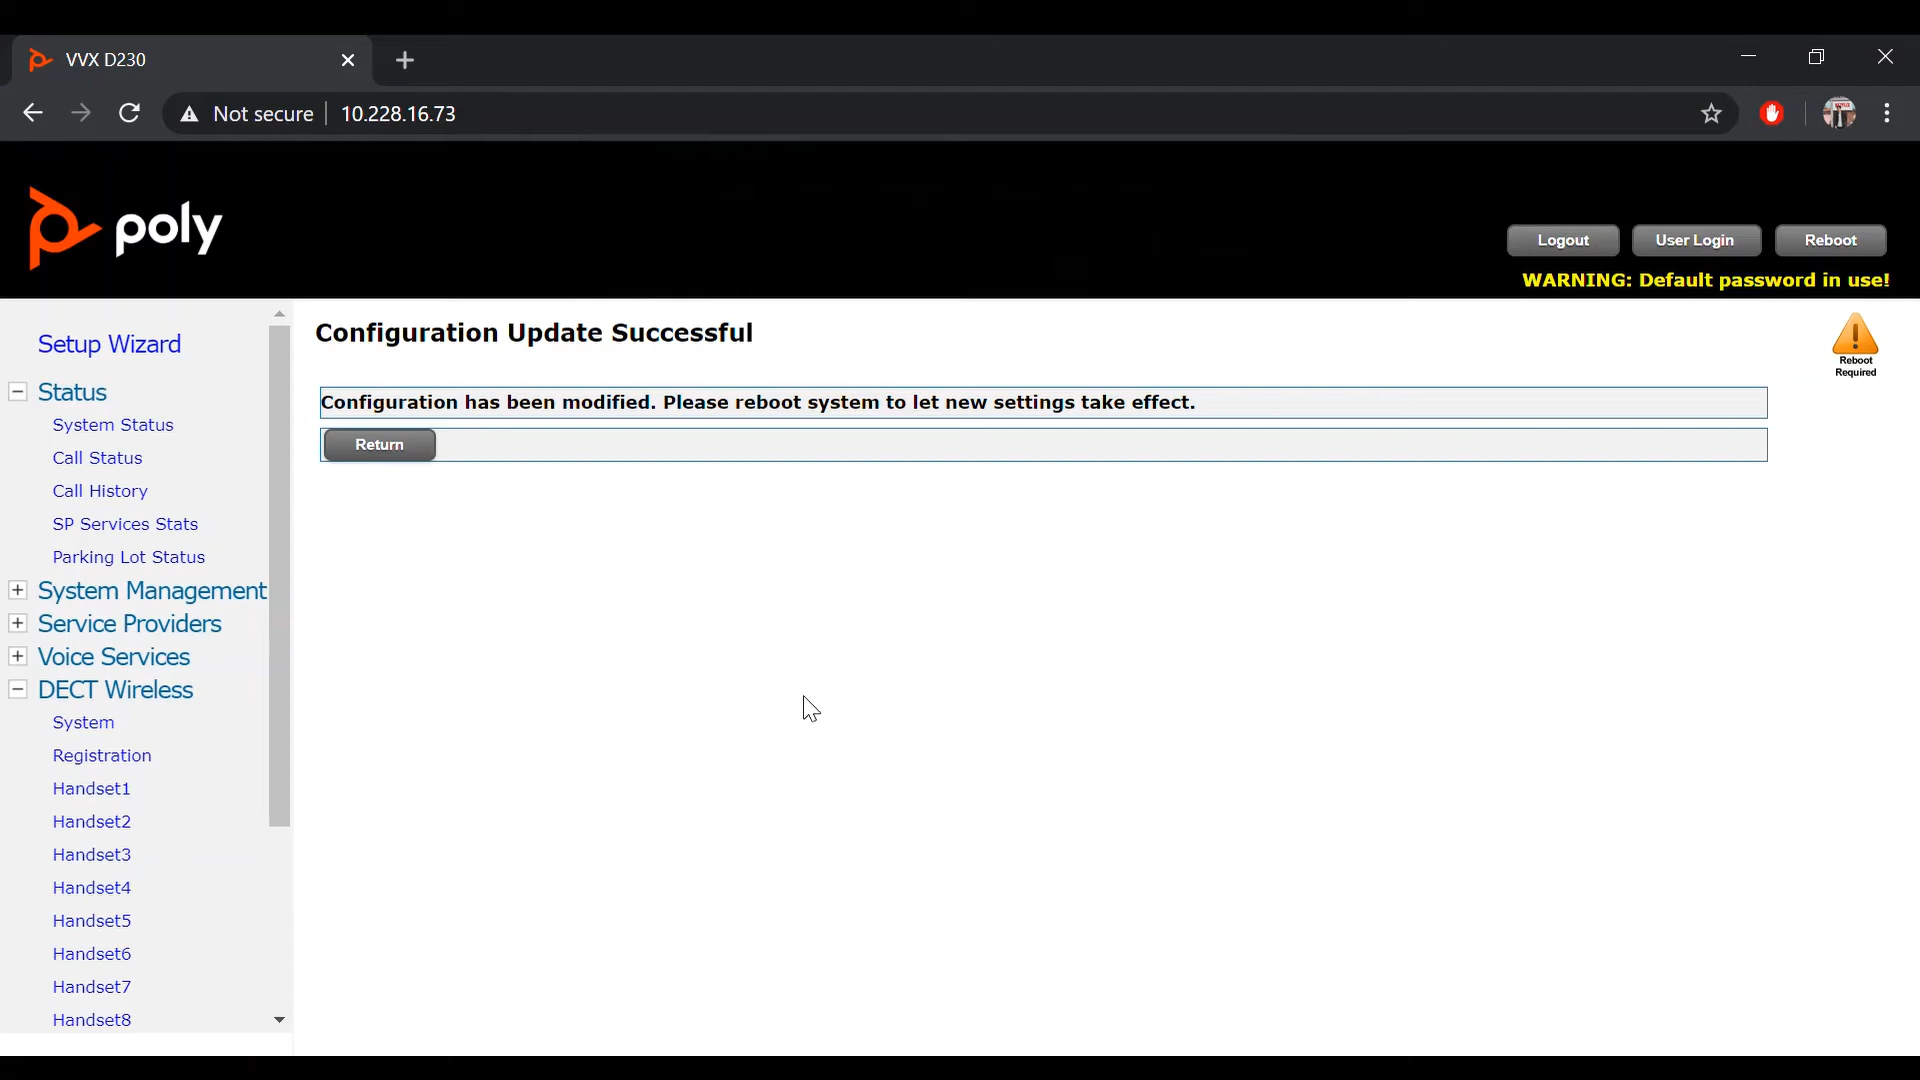 VVX D230
Not secure
10.228.16.73
poly
Logout
User Login
Reboot
WARNING: Default password in use!
Setup Wizard
Status
System Status
Call Status
Call History
SP Services Stats
Parking Lot Status
System Management
Service Providers
Voice Services
DECT Wireless
System
Registration
Handset1
Handset2
Handset3
Handset4
Handset5
Handset6
Handset7
Handset8
Configuration Update Successful
Reboot
Required
Configuration has been modified. Please reboot system to let new settings take effect.
Return